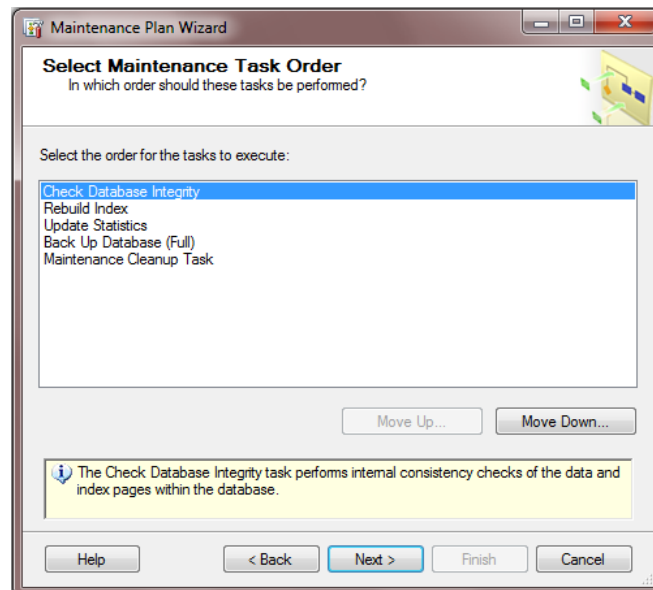 Maintenance Plan Wizard
Select Maintenance Task Order
In which order should these tasks be performed?
Select the order for the tasks to execute:
Check Database Integrity
Rebuild Index
Update Statistics
Back Up Database (Full)
Maintenance Cleanup Task
Move Up...
Move Down...
The Check Database Integrity task performs internal consistency checks of the data and
index pages within the database.
Help
< Back
Next >
Finish
Cancel